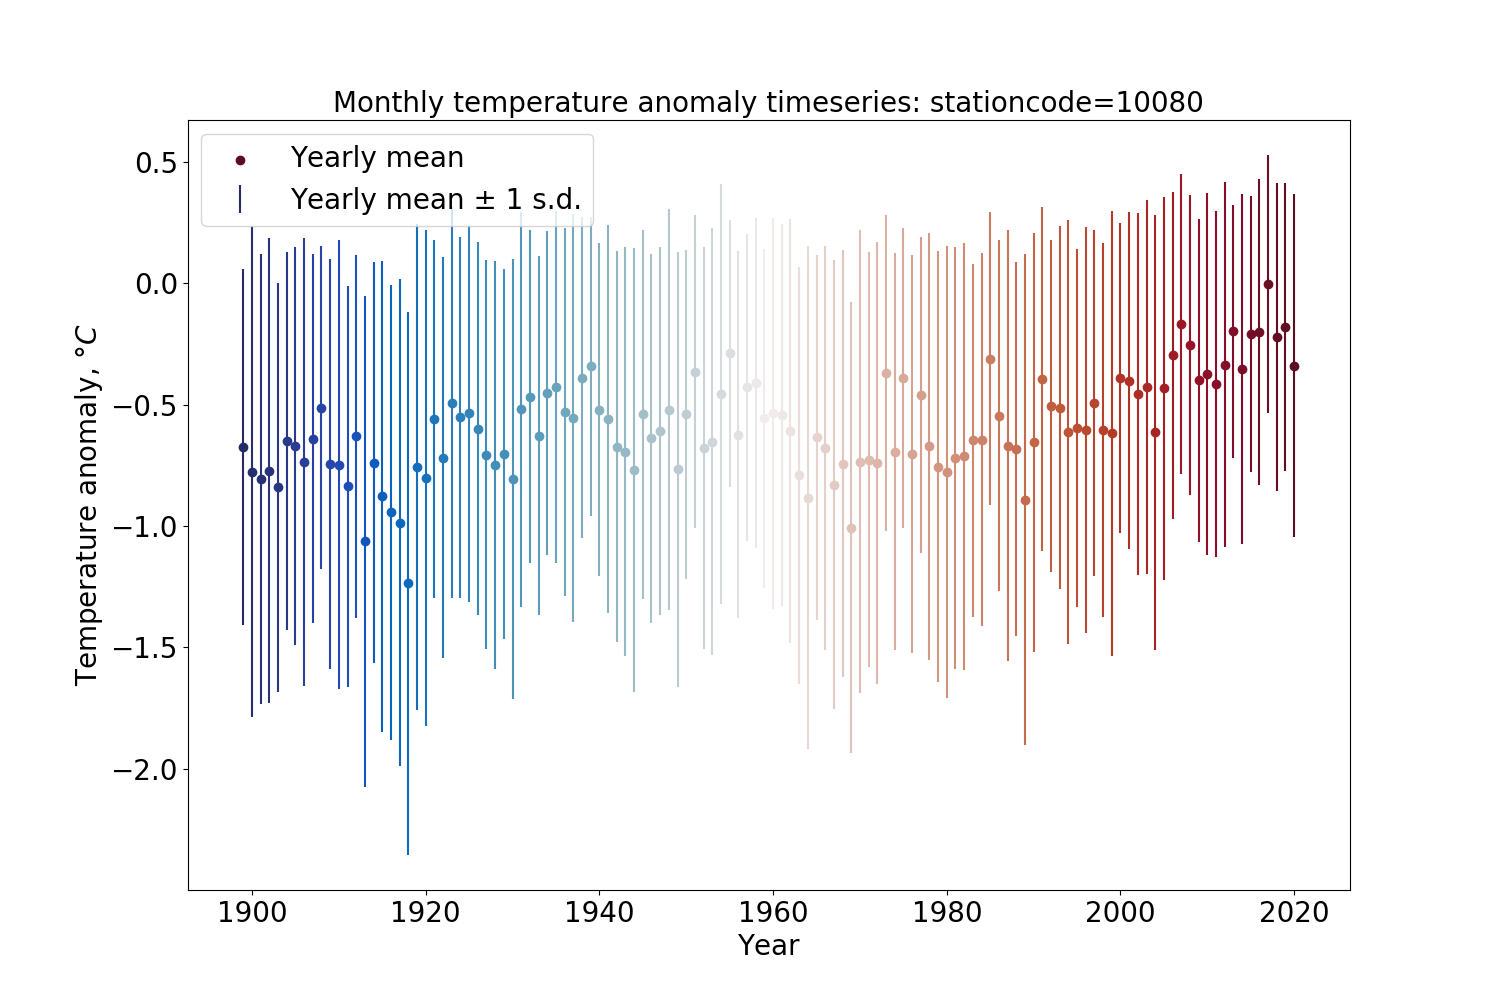 Monthly temperature anomaly timeseries: stationcode=10080
Yearly mean
Yearly mean ± 1 s.d.
Temperature anomaly, °C
0.5
0.0
−0.5
−1.0
−1.5
−2.0
1900 1920 1940 1960 1980 2000 2020
Year